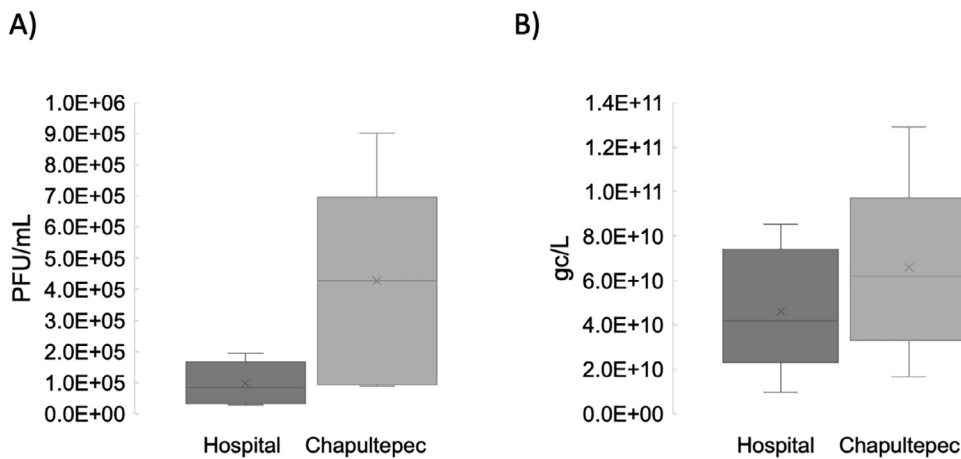 A)
PFU/mL
1.0E+06
9.0E+05
8.0E+05
7.0E+05
6.0E+05
5.0E+05
4.0E+05
3.0E+05
2.0E+05
1.0E+05
0.0E+00
Hospital Chapultepec
B)
gc/L
1.4E+11
1.2E+11
1.0E+11
8.0E+10
6.0E+10
4.0E+10
2.0E+10
0.0E+00
Hospital Chapultepec